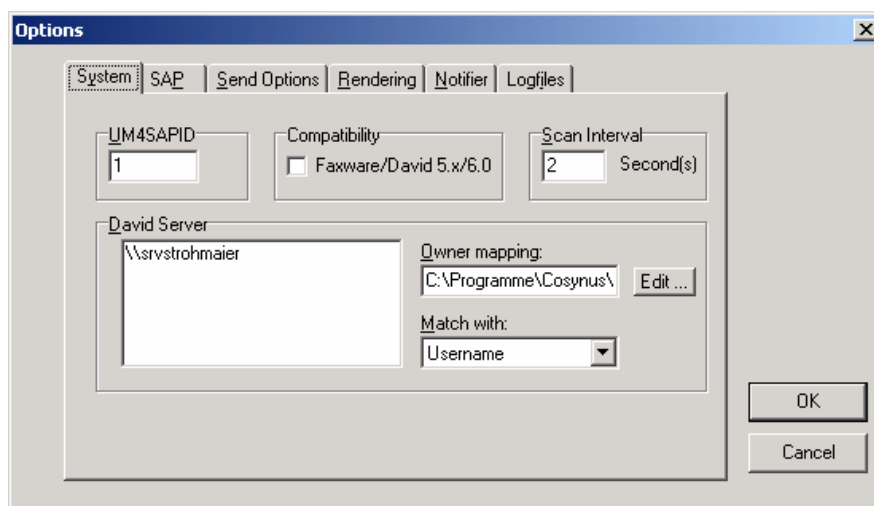 Options
System SAP Send Options Rendering Notifier Logfiles
UM4SAPID Compatibility Scan Interval
1 Faxware/David 5.x/6.0 2 Second(s)
David Server
\\srvstrohmaier Owner mapping:
C:\Programme\Cosynus\ Edit ...
Match with:
Username
OK
Cancel